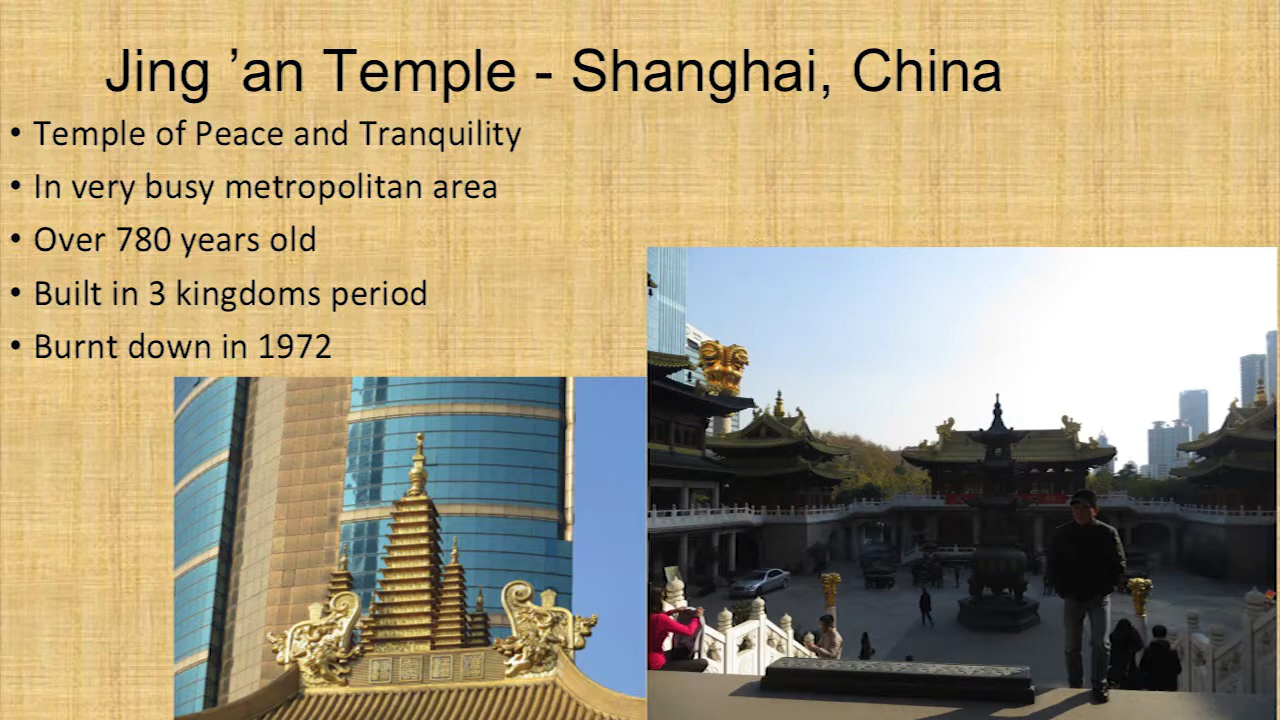 Jing ’an Temple - Shanghai, China
• Temple of Peace and Tranquility
• In very busy metropolitan area
• Over 780 years old
• Built in 3 kingdoms period
• Burnt down in 1972